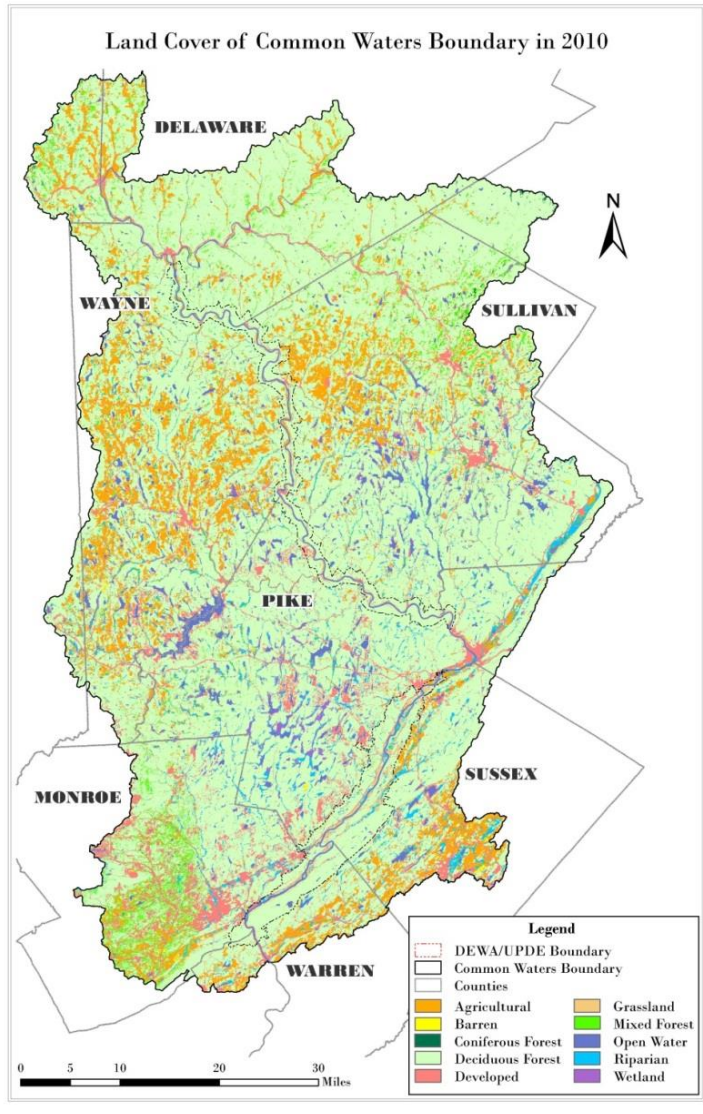 Land Cover of Common Waters Boundary in 2010
DELAWARE
N
WAYNE
SULLIVAN
PIKE
SUSSEX
MONROE
WARREN
Legend
DEWA/UPDE Boundary
Common Waters Boundary
Counties
Agricultural
Barren
Coniferous Forest
Deciduous Forest
Developed
Grassland
Mixed Forest
Open Water
Riparian
Wetland
0 5 10 20 30
Miles